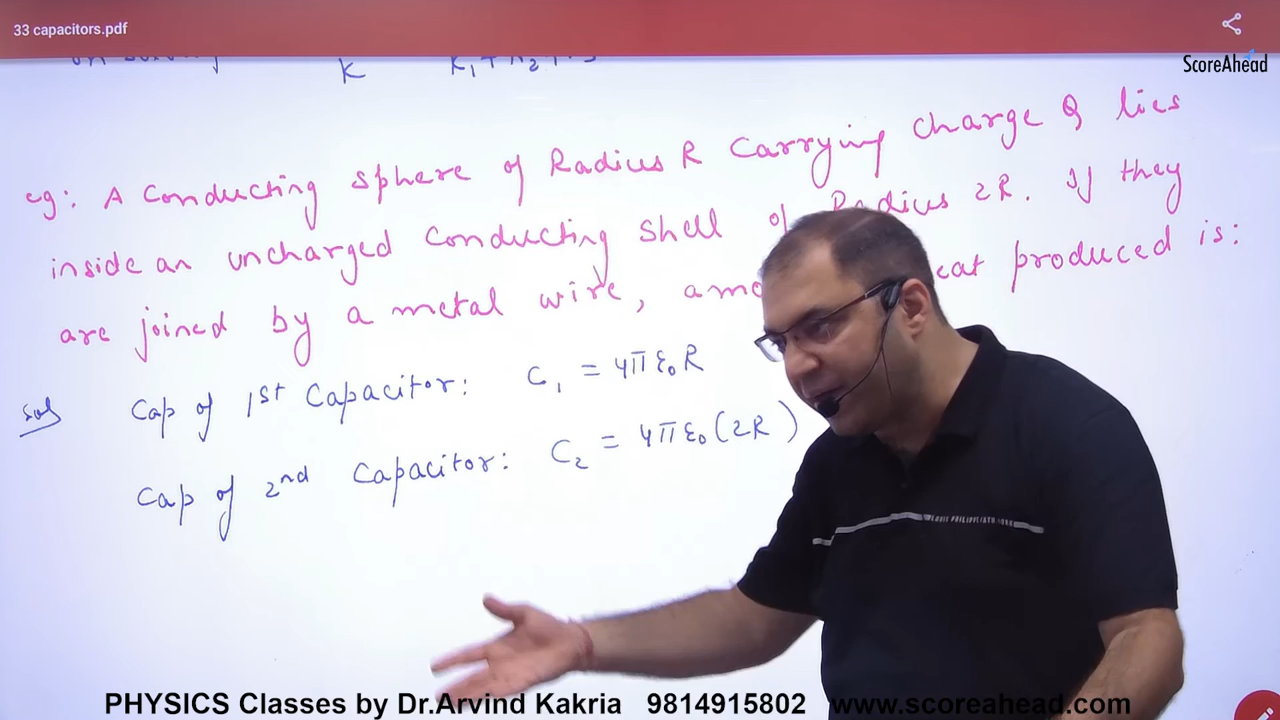 33 capacitors.pdf
ScoreAhead
K
eg: A Conducting sphere of Radius R Carrying Charge Q lies
inside an uncharged Conducting Shell of Radius 2R. If they
are joined by a metal wire, amo eat produced is:
Sol Cap of 1st Capacitor: C₁ = 4πε₀R
Cap of 2nd Capacitor: C₂ = 4πε₀(2R)
PHYSICS Classes by Dr.Arvind Kakria 9814915802 www.scoreahead.com